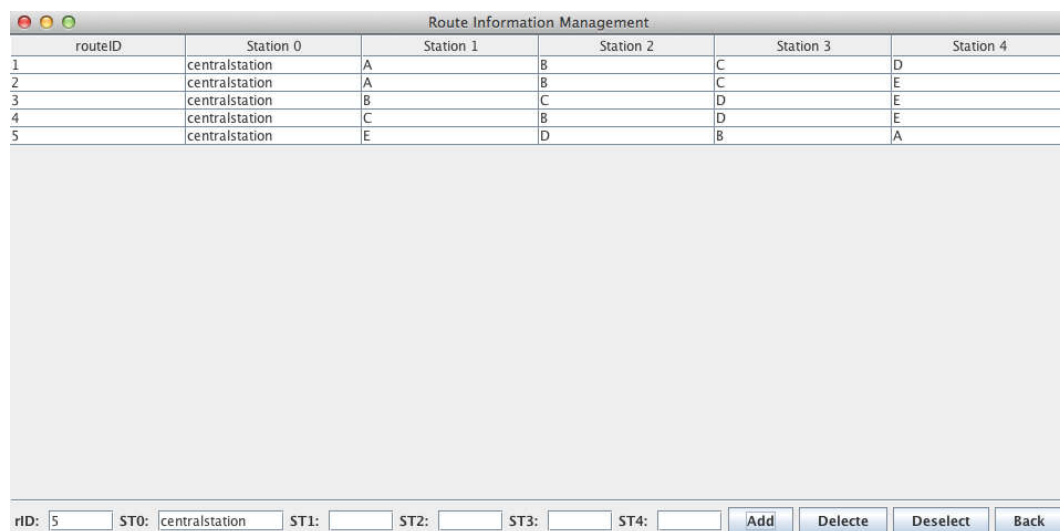 Route Information Management
routeID Station 0 Station 1 Station 2 Station 3 Station 4
1 centralstation A B C D
2 centralstation A B C E
3 centralstation B C D E
4 centralstation C B D E
5 centralstation E D B A
rID: 5 ST0: centralstation ST1: ST2: ST3: ST4: Add Delecte Deselect Back